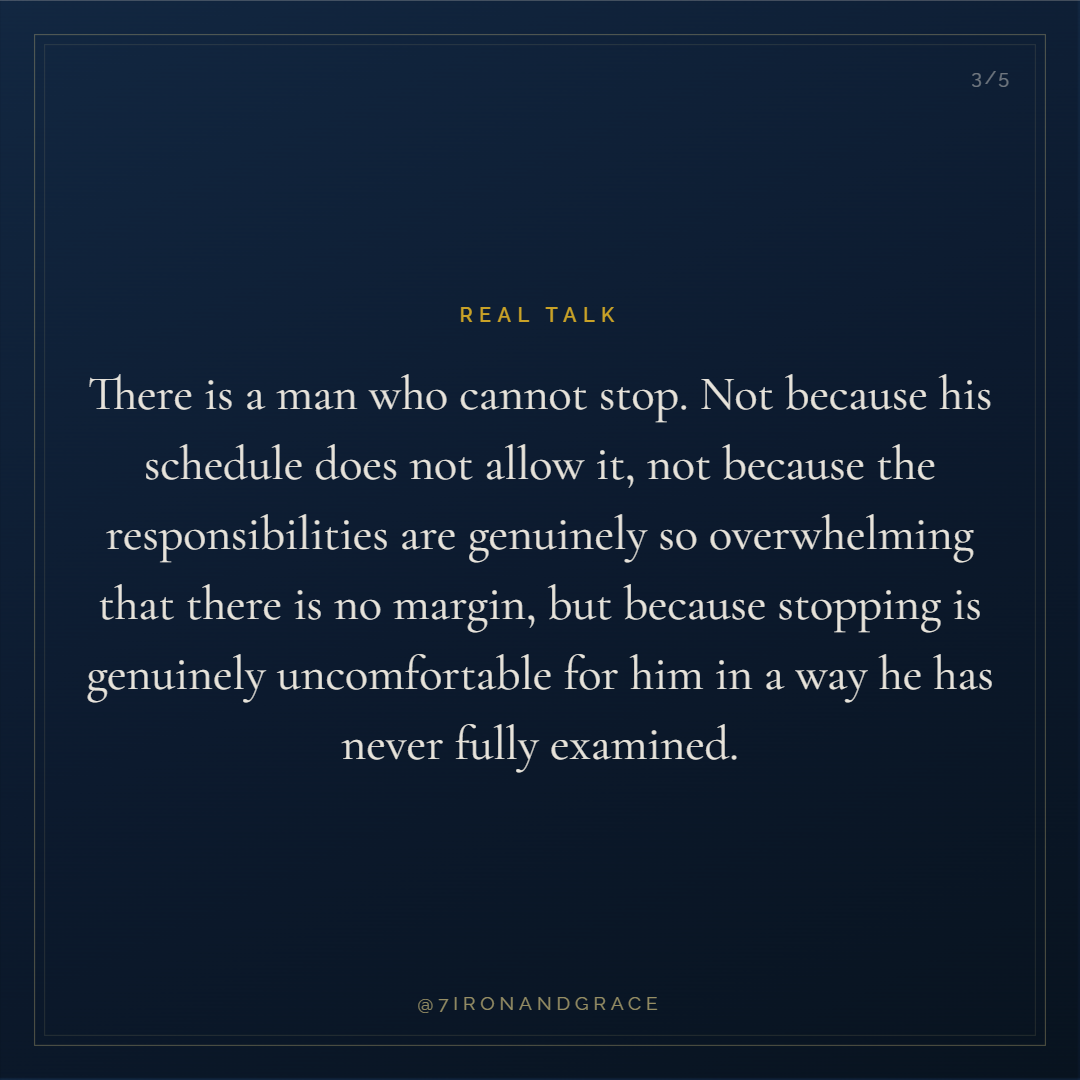 3/5
REAL TALK
There is a man who cannot stop. Not because his
schedule does not allow it, not because the
responsibilities are genuinely so overwhelming
that there is no margin, but because stopping is
genuinely uncomfortable for him in a way he has
never fully examined.
@7IRONANDGRACE